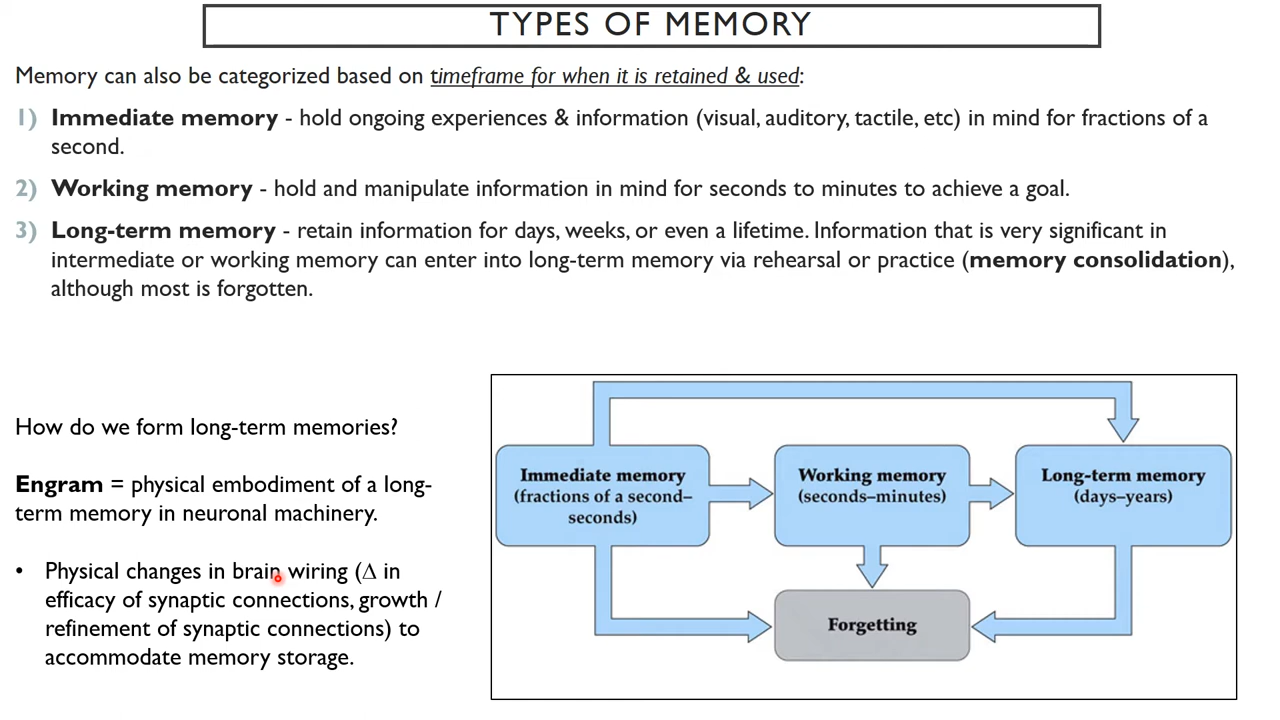 TYPES OF MEMORY
Memory can also be categorized based on timeframe for when it is retained & used:
1) Immediate memory - hold ongoing experiences & information (visual, auditory, tactile, etc) in mind for fractions of a
second.
2) Working memory - hold and manipulate information in mind for seconds to minutes to achieve a goal.
3) Long-term memory - retain information for days, weeks, or even a lifetime. Information that is very significant in
intermediate or working memory can enter into long-term memory via rehearsal or practice (memory consolidation),
although most is forgotten.
How do we form long-term memories?
Engram = physical embodiment of a long-
term memory in neuronal machinery.
• Physical changes in brain wiring (Δ in
efficacy of synaptic connections, growth /
refinement of synaptic connections) to
accommodate memory storage.
Immediate memory
(fractions of a second–
seconds)
Working memory
(seconds–minutes)
Long-term memory
(days–years)
Forgetting